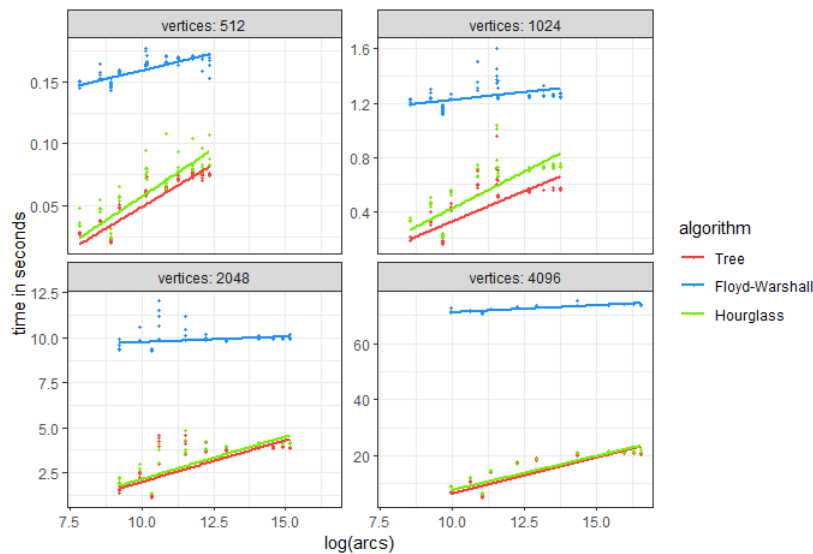 vertices: 512
vertices: 1024
0.15
0.10
0.05
1.6
1.2
0.8
0.4
vertices: 2048
vertices: 4096
12.5
10.0
7.5
5.0
2.5
60
40
20
7.5
10.0
12.5
15.0
7.5
10.0
12.5
15.0
log(arcs)
time in seconds
algorithm
Tree
Floyd-Warshall
Hourglass